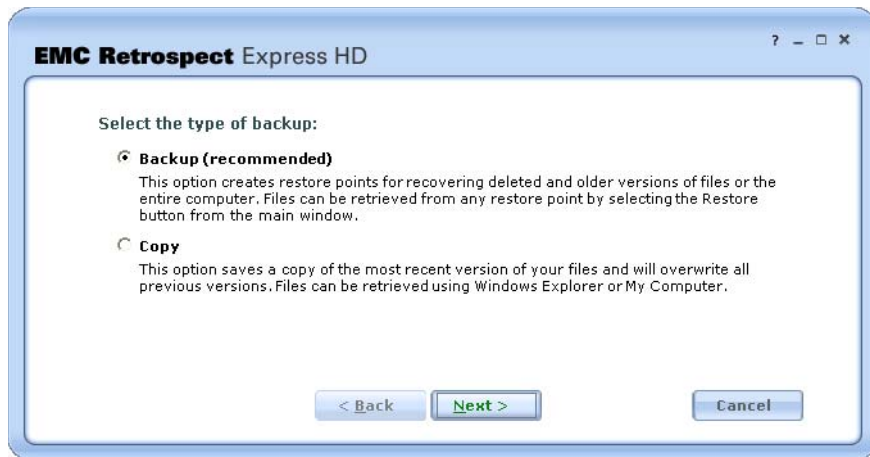 EMC Retrospect Express HD
?
Select the type of backup:
Backup (recommended)
This option creates restore points for recovering deleted and older versions of files or the
entire computer. Files can be retrieved from any restore point by selecting the Restore
button from the main window.
Copy
This option saves a copy of the most recent version of your files and will overwrite all
previous versions. Files can be retrieved using Windows Explorer or My Computer.
< Back
Next >
Cancel